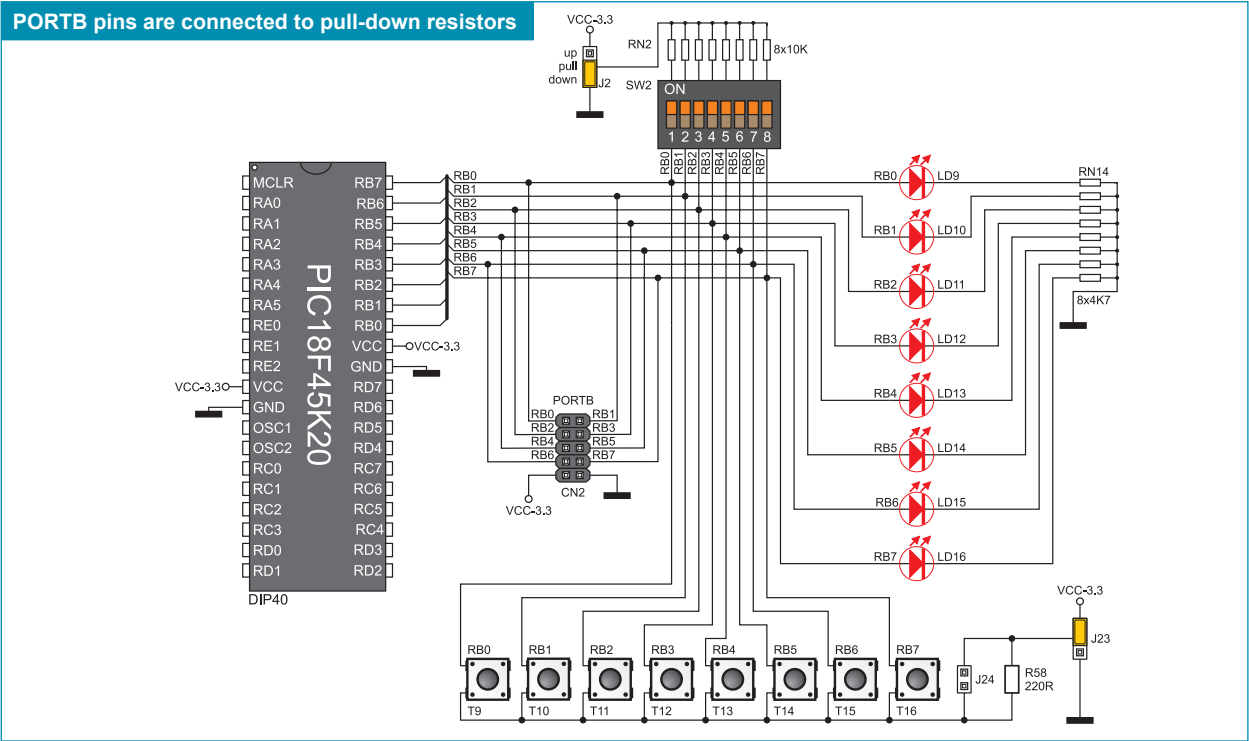 PORTB pins are connected to pull-down resistors
VCC-3.3
up
pull
down
J2
RN2
8x10K
SW2
ON
1 2 3 4 5 6 7 8
RB0
RB1
RB2
RB3
RB4
RB5
RB6
RB7
MCLR
RA0
RA1
RA2
RA3
RA4
RA5
RE0
RE1
RE2
VCC
GND
OSC1
OSC2
RC0
RC1
RC2
RC3
RD0
RD1
PIC18F45K20
RB7
RB6
RB5
RB4
RB3
RB2
RB1
RB0
VCC
GND
RD7
RD6
RD5
RD4
RC7
RC6
RC5
RC4
RD3
RD2
DIP40
VCC-3.3
VCC-3.3
RB0
RB1
RB2
RB3
RB4
RB5
RB6
RB7
PORTB
RB0 RB1
RB2 RB3
RB4 RB5
RB6 RB7
CN2
VCC-3.3
RB0 LD9
RB1 LD10
RB2 LD11
RB3 LD12
RB4 LD13
RB5 LD14
RB6 LD15
RB7 LD16
RN14
8x4K7
RB0 RB1 RB2 RB3 RB4 RB5 RB6 RB7
T9 T10 T11 T12 T13 T14 T15 T16
J24
R58
220R
VCC-3.3
J23